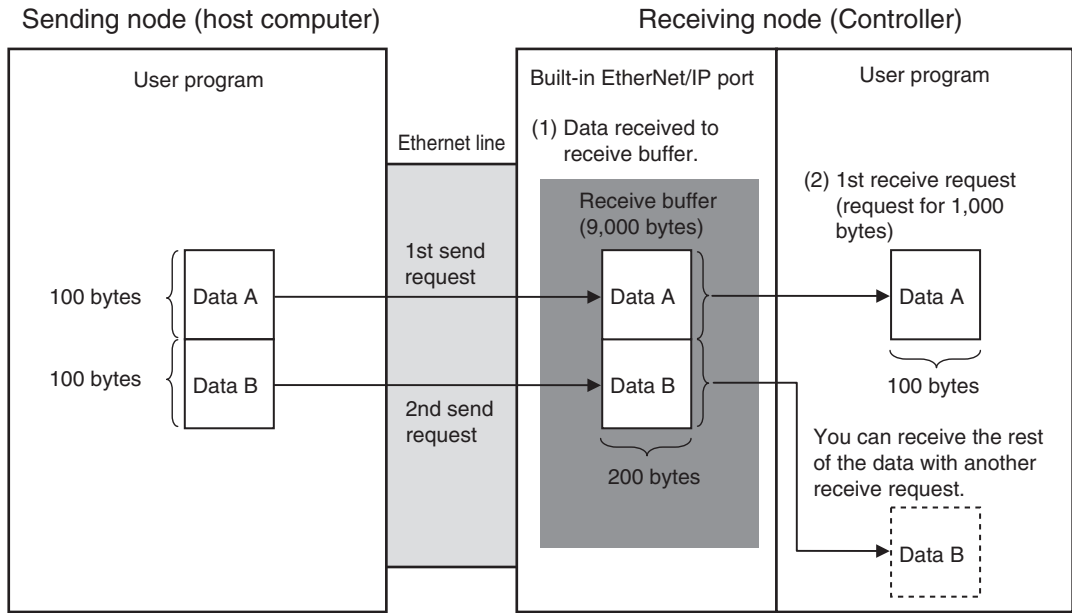 Sending node (host computer)
Receiving node (Controller)
User program
Ethernet line
Built-in EtherNet/IP port
User program
(1) Data received to
receive buffer.
Receive buffer
(9,000 bytes)
(2) 1st receive request
(request for 1,000
bytes)
100 bytes
Data A
1st send
request
Data A
Data A
100 bytes
100 bytes
Data B
2nd send
request
Data B
200 bytes
You can receive the rest
of the data with another
receive request.
Data B